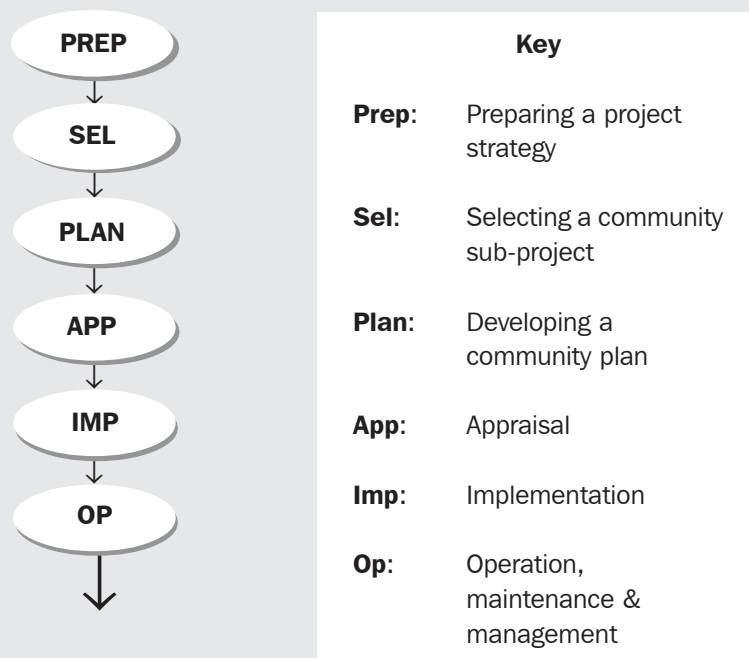 PREP
SEL
PLAN
APP
IMP
OP
Key
Prep: Preparing a project
strategy
Sel: Selecting a community
sub-project
Plan: Developing a
community plan
App: Appraisal
Imp: Implementation
Op: Operation,
maintenance &
management